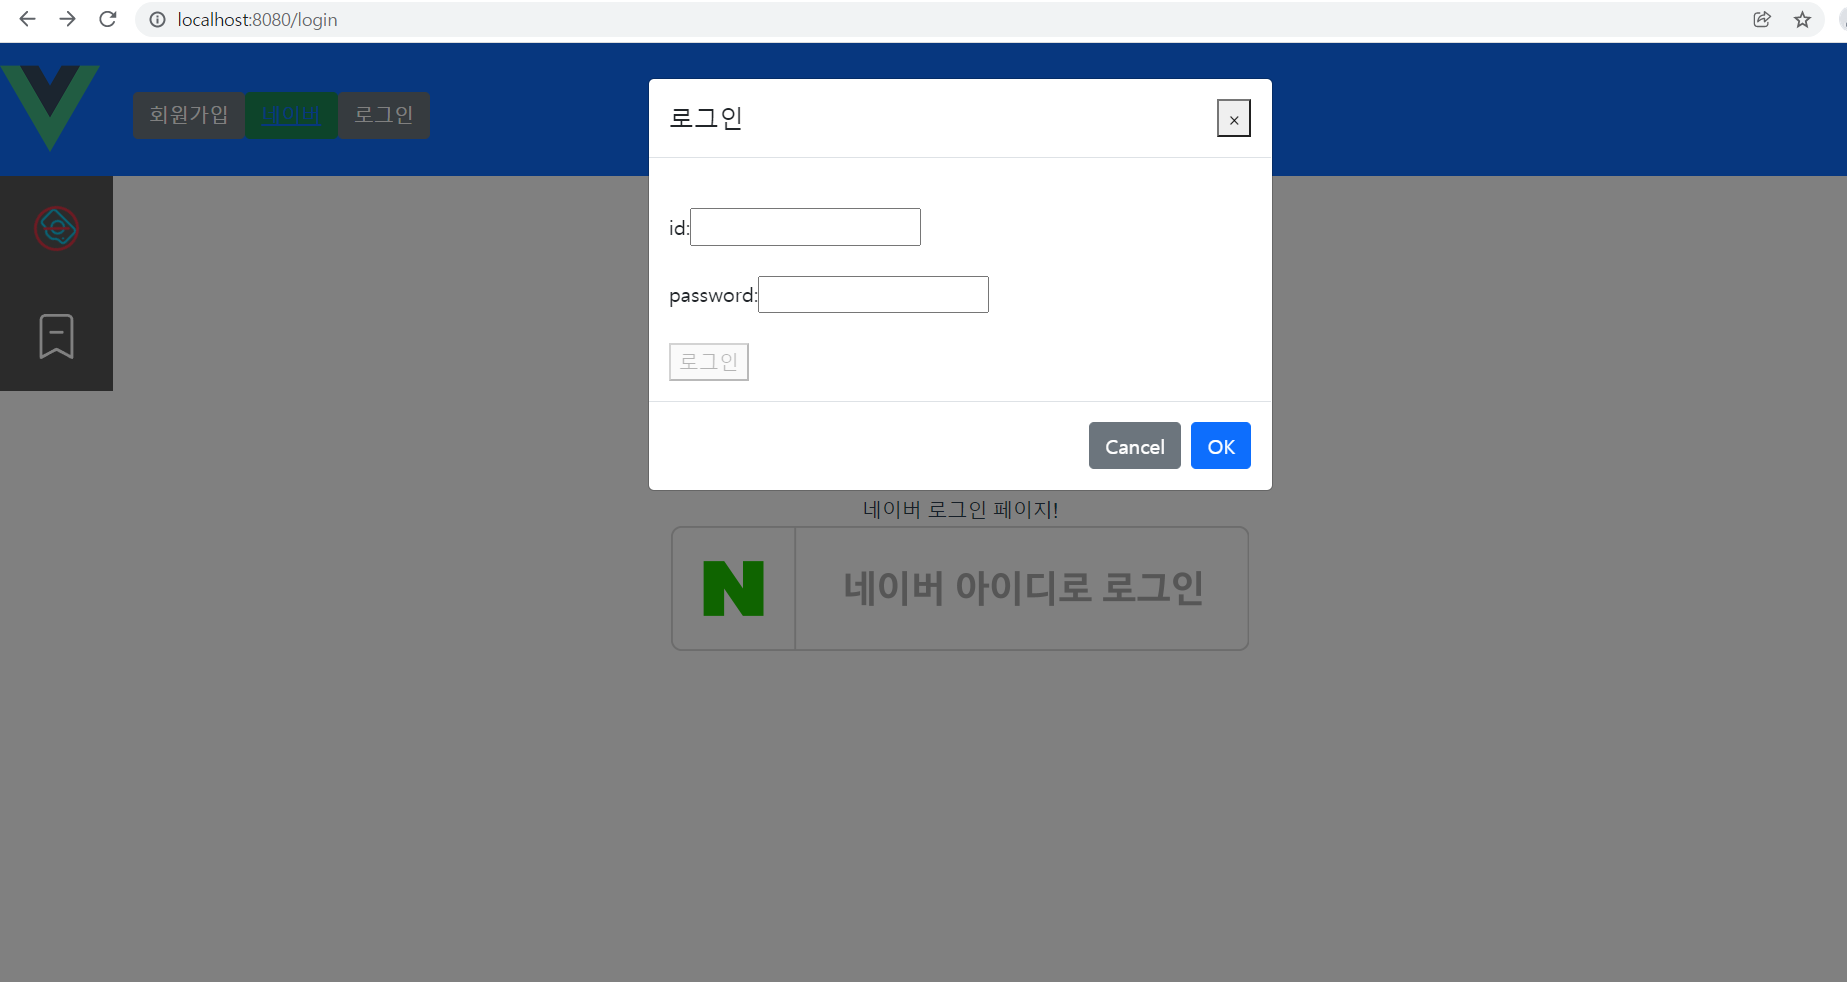 localhost:8080/login
회원가입 네이버 로그인
로그인
×
id:
password:
로그인
Cancel OK
네이버 로그인 페이지!
N 네이버 아이디로 로그인